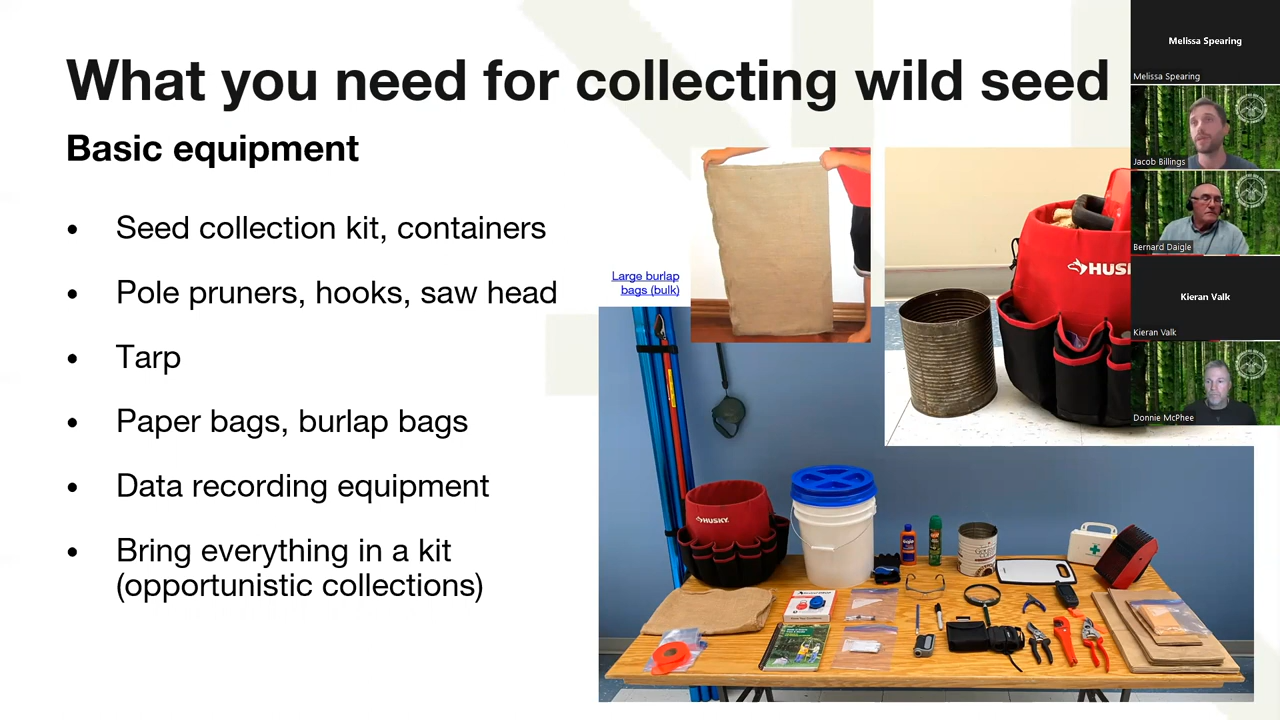 What you need for collecting wild seed
Basic equipment
• Seed collection kit, containers
• Pole pruners, hooks, saw head
• Tarp
• Paper bags, burlap bags
• Data recording equipment
• Bring everything in a kit
(opportunistic collections)
Large burlap
bags (bulk)
HUSKY
Melissa Spearing
Melissa Spearing
Jacob Billings
Bernard Daigle
Kieran Valk
Kieran Valk
Donnie McPhee